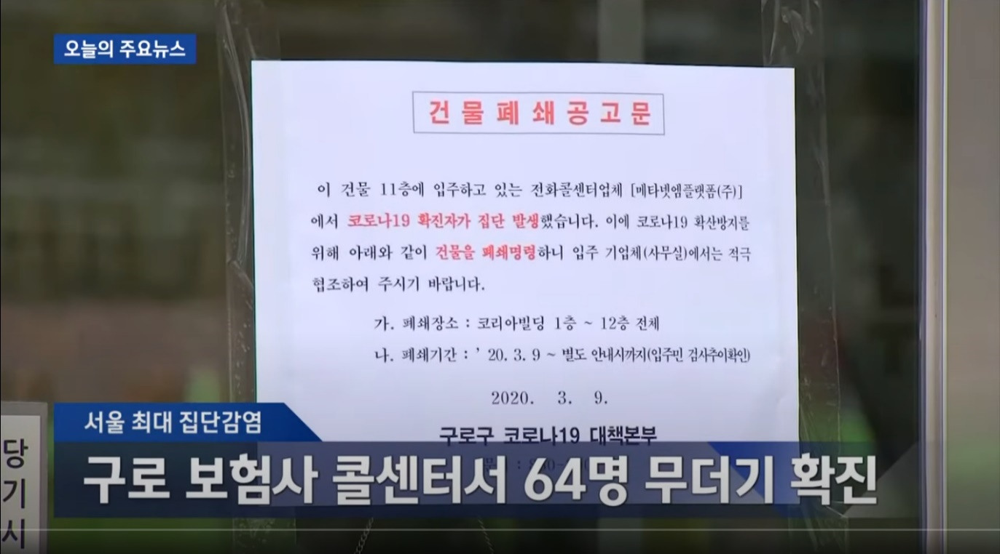 오늘의 주요뉴스
건물폐쇄공고문
이 건물 11층에 입주하고 있는 전화콜센터업체 [메타넷엠플랫폼(주)]
에서 코로나19 확진자가 집단 발생했습니다. 이에 코로나19 확산방지를
위해 아래와 같이 건물을 폐쇄명령하니 입주 기업체(사무실)에서는 적극
협조하여 주시기 바랍니다.
가. 폐쇄장소 : 코리아빌딩 1층 ~ 12층 전체
나. 폐쇄기간 : ' 20. 3. 9 ~ 별도 안내시까지(입주민 검사추이확인)
2020. 3. 9.
구로구 코로나19 대책본부
서울 최대 집단감염
구로 보험사 콜센터서 64명 무더기 확진
당
기
시